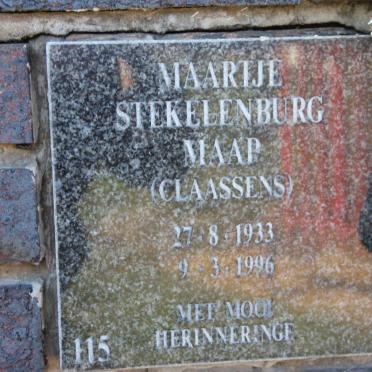 MAARTJE
STEKELENBURG
MAAP
(CLAASSENS)
27 - 8 - 1933
9 - 3 - 1996
MET MOOI
HERINNERINGE
115